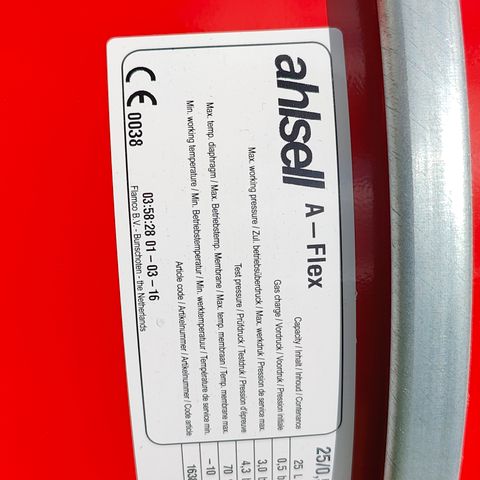 ahlsell A – Flex 25/0,
Capacity / Inhalt / Inhoud / Contenance 25 L
Gas charge / Vordruck / Voordruk / Pression initiale 0,5 b
Max. working pressure / Zul. betriebsüberdruck / Max. werkdruk / Pression de service max. 3,0 b
Test pressure / Prüfdruck / Testdruk / Pression d'épreuve 4,3 b
Max. temp. diaphragm / Max. Betriebstemp. Membrane / Max. temp. membraan / Temp. membrane max. 70
Min. working temperature / Min. Betriebstemperatur / Min. werktemperatuur / Température de service min. -10
Article code / Artikelnummer / Artikelnummer / Code article 1630
CE 0038
03:58:28 01-03-16
Flamco B.V. - Bunschoten - the Netherlands